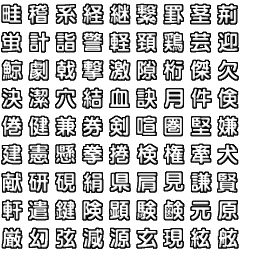 畦稽系経継繋罫茎荊
蛍計詣警軽頚鶏芸迎
鯨劇戟撃激隙桁傑欠
決潔穴結血訣月件倹
倦健兼券剣喧圏堅嫌
建憲懸拳捲検権牽犬
献研硯絹県肩見謙賢
軒遣鍵険顕験鹸元原
厳幻弦減源玄現絃舷